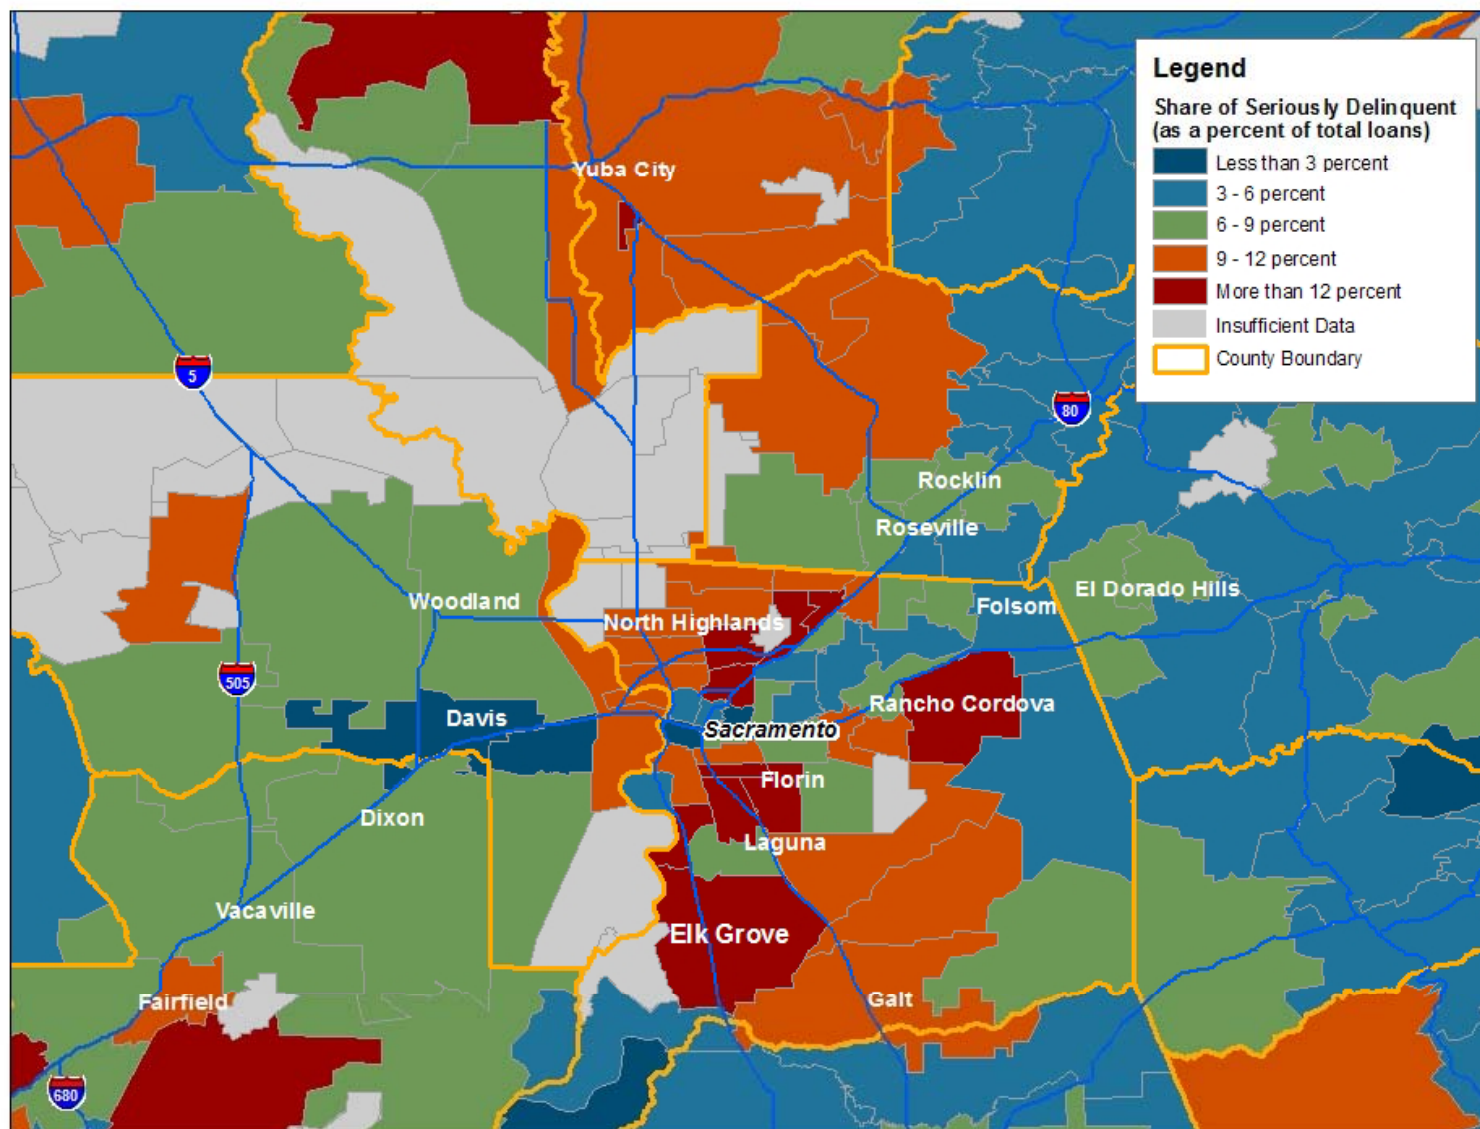 Legend
Share of Seriously Delinquent
(as a percent of total loans)
Less than 3 percent
3 - 6 percent
6 - 9 percent
9 - 12 percent
More than 12 percent
Insufficient Data
County Boundary
Yuba City
5
80
Rocklin
Roseville
El Dorado Hills
Woodland
Folsom
North Highlands
505
Rancho Cordova
Davis
Sacramento
Florin
Dixon
Laguna
Vacaville
Elk Grove
Fairfield
Galt
680